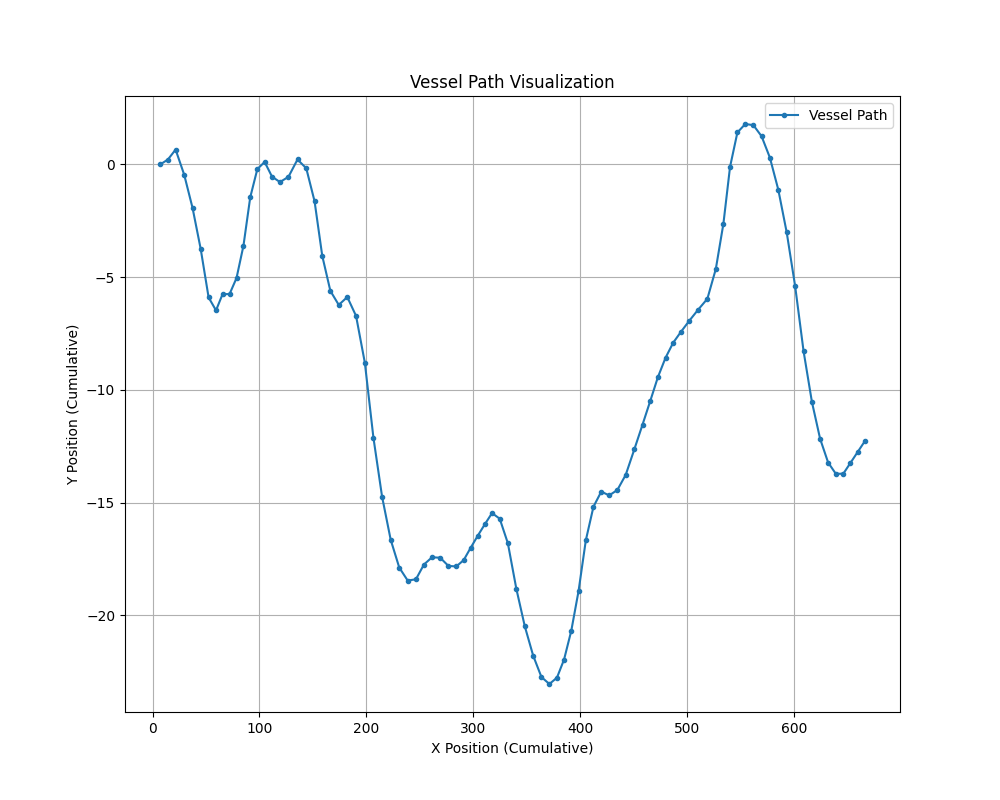 Vessel Path Visualization
Vessel Path
Y Position (Cumulative)
0
−5
−10
−15
−20
0 100 200 300 400 500 600
X Position (Cumulative)